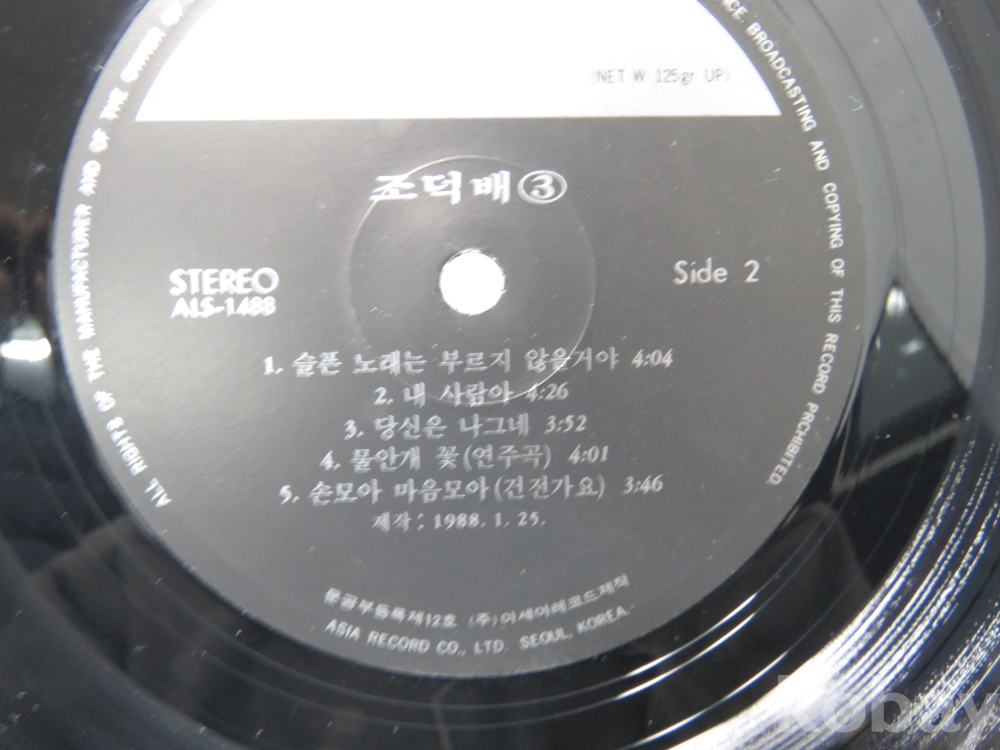 (NET W 125gr UP)
조덕배③
STEREO
ALS-1488
Side 2
1. 슬픈 노래는 부르지 않을거야 4:04
2. 내 사람아 4:26
3. 당신은 나그네 3:52
4. 물안개 꽃(연주곡) 4:01
5. 손모아 마음모아(건전가요) 3:46
제작: 1988. 1. 25.
문공부등록제12호 (주)아세아레코드제작
ASIA RECORD CO., LTD. SEOUL, KOREA.
ALL RIGHTS OF THE MANUFACTURER AND OF THE OWNER OF
BROADCASTING AND COPYING OF THIS RECORD PROHIBITED.
Kobay